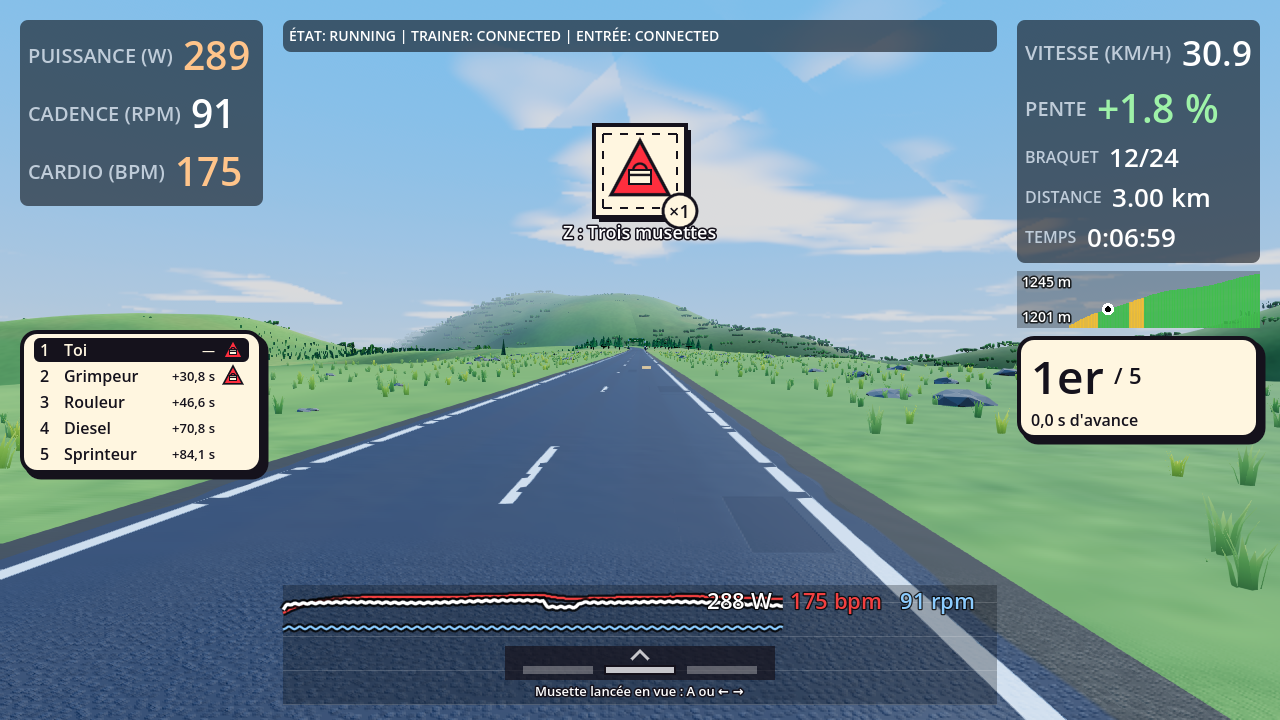 PUISSANCE (W) 289
CADENCE (RPM) 91
CARDIO (BPM) 175
ÉTAT: RUNNING | TRAINER: CONNECTED | ENTRÉE: CONNECTED
×1
Z : Trois musettes
VITESSE (KM/H) 30.9
PENTE +1.8 %
BRAQUET 12/24
DISTANCE 3.00 km
TEMPS 0:06:59
1245 m
1201 m
1 Toi —
2 Grimpeur +30,8 s
3 Rouleur +46,6 s
4 Diesel +70,8 s
5 Sprinteur +84,1 s
1er / 5
0,0 s d'avance
288 W 175 bpm 91 rpm
Musette lancée en vue : A ou ← →